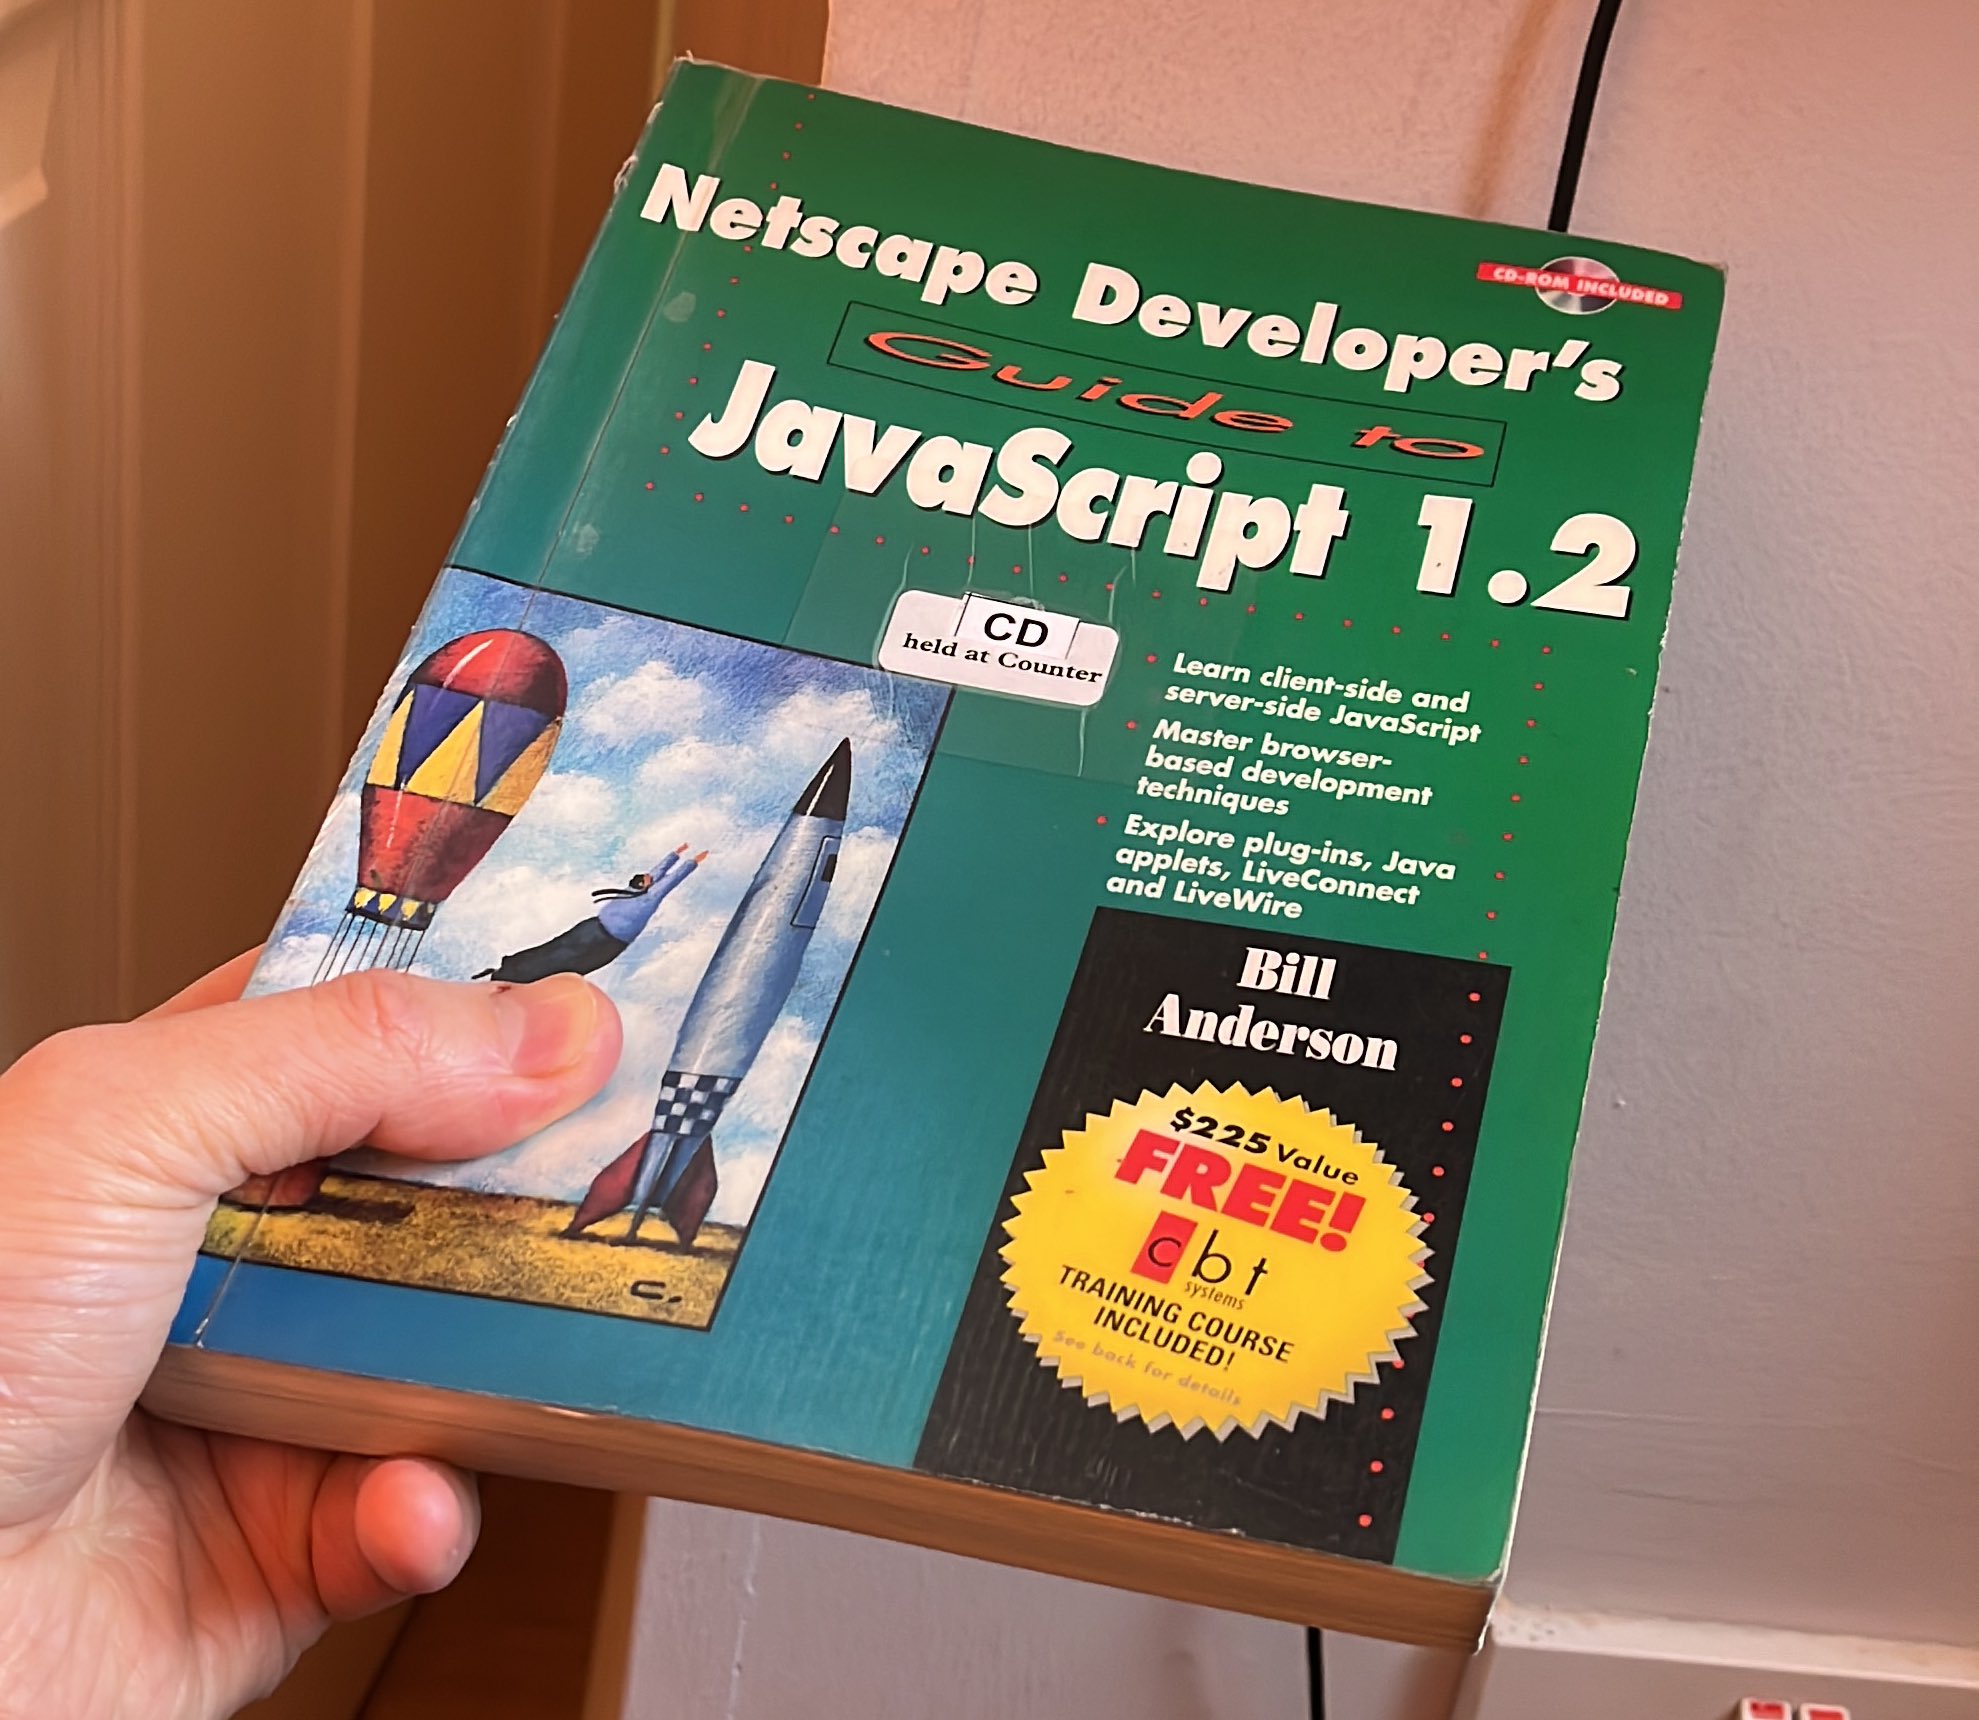 CD-ROM INCLUDED
Netscape Developer's
Guide to
JavaScript 1.2
CD
held at Counter
Learn client-side and
server-side JavaScript
Master browser-
based development
techniques
Explore plug-ins, Java
applets, LiveConnect
and LiveWire
Bill
Anderson
$225 Value
FREE!
cbt
systems
TRAINING COURSE
INCLUDED!
See back for details
C.